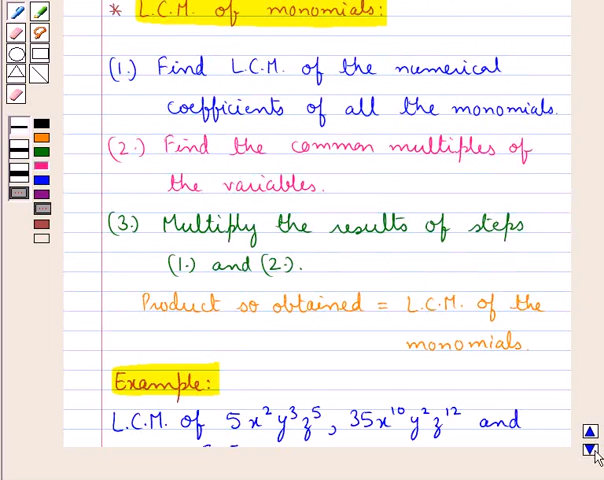 * L.C.M. of monomials:
(1.) Find L.C.M. of the numerical
coefficients of all the monomials.
(2.) Find the common multiples of
the variables.
(3.) Multiply the results of steps
(1.) and (2.).
Product so obtained = L.C.M. of the
monomials.
Example:
L.C.M. of 5x²y³z⁵, 35x¹⁰y²z¹² and